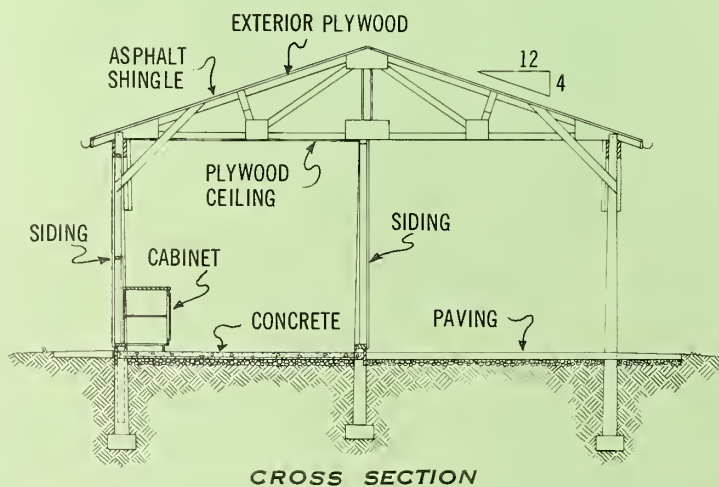 EXTERIOR PLYWOOD
ASPHALT
SHINGLE
12
4
PLYWOOD
CEILING
SIDING
SIDING
CABINET
CONCRETE
PAVING
CROSS SECTION